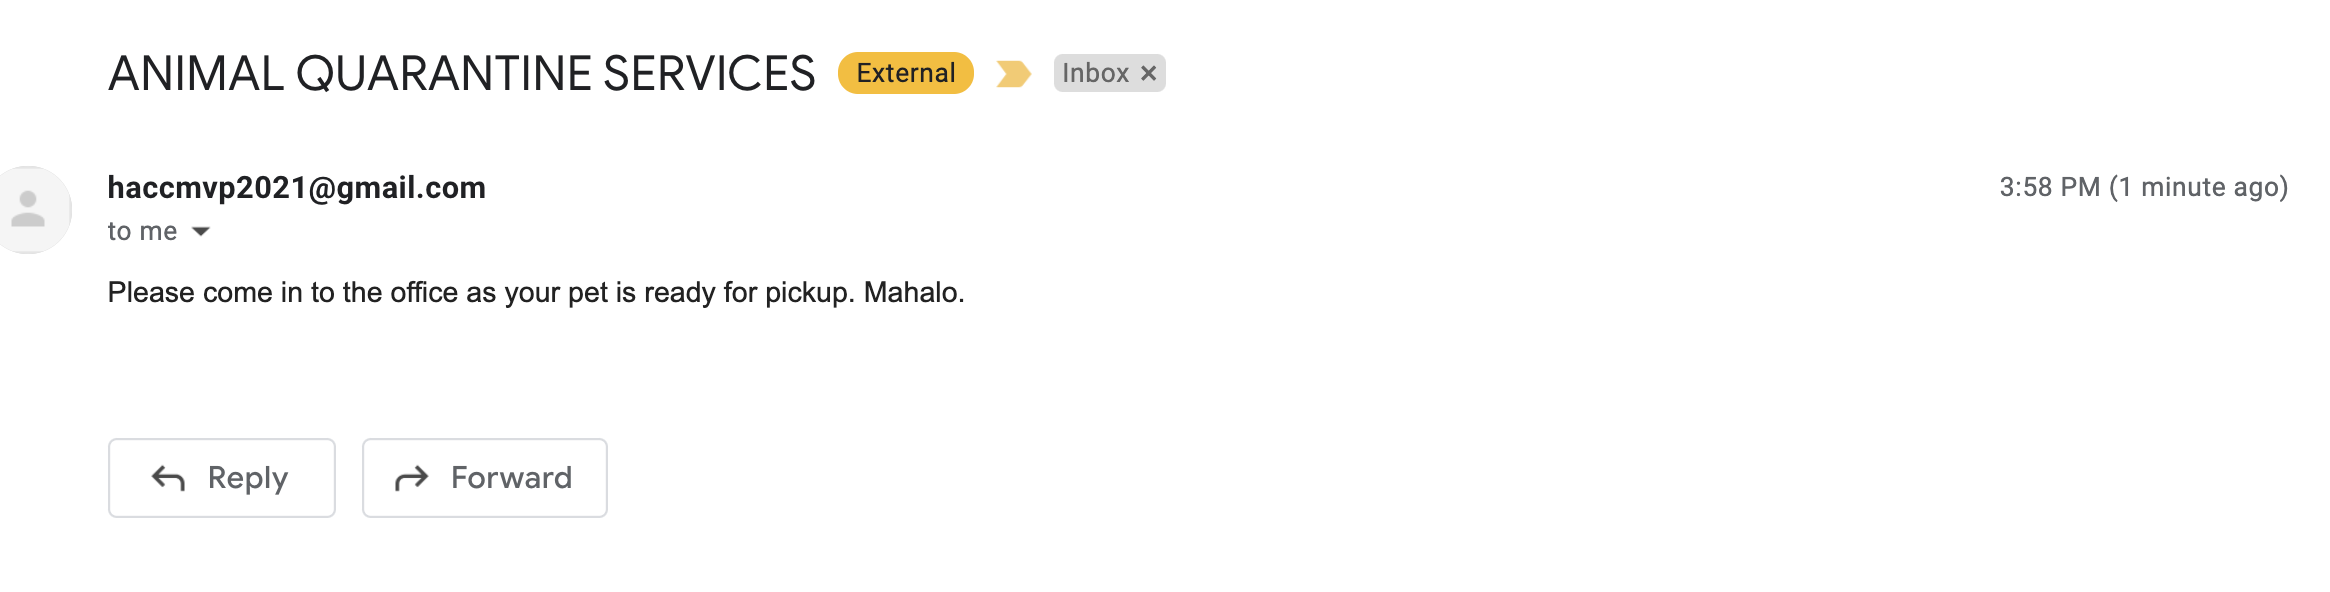 ANIMAL QUARANTINE SERVICES External Inbox ×
haccmvp2021@gmail.com 3:58 PM (1 minute ago)
to me
Please come in to the office as your pet is ready for pickup. Mahalo.
Reply Forward